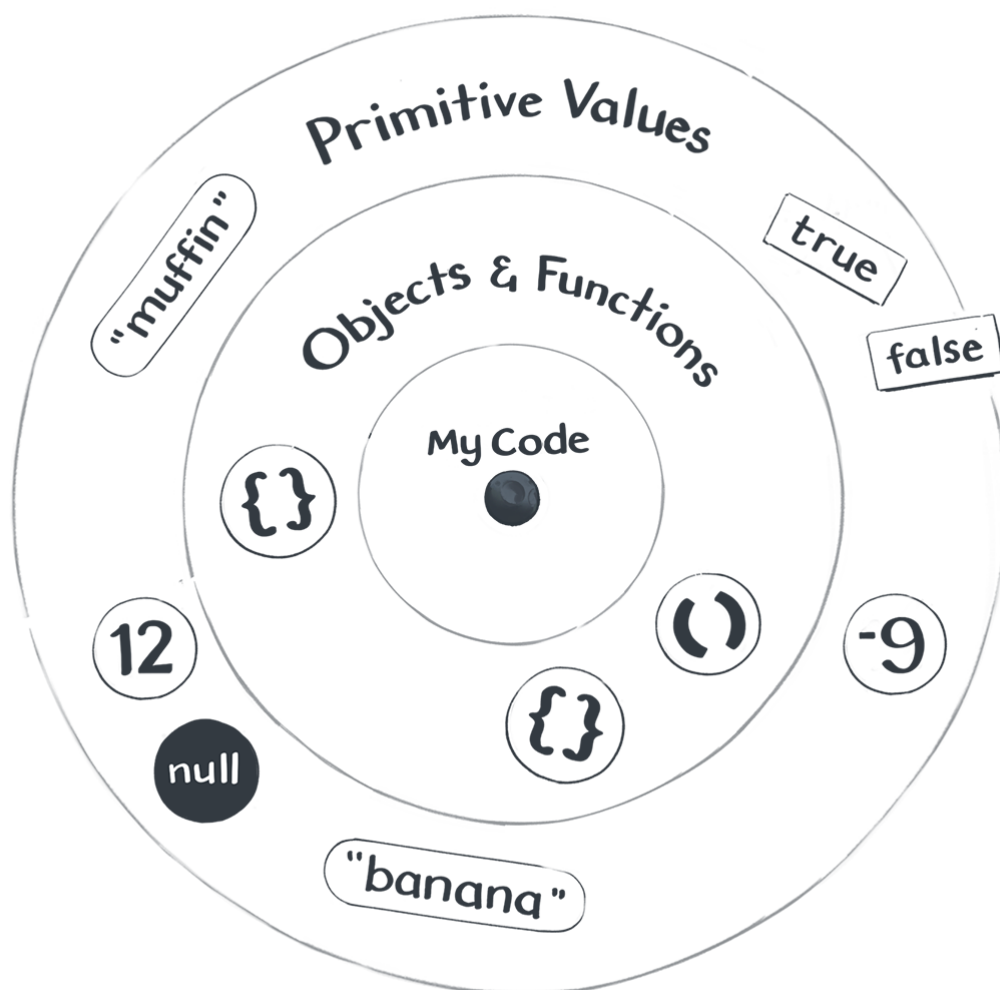 Primitive Values
"muffin"
true
Objects & Functions
false
My Code
{}
12
()
-9
{}
null
"banana"